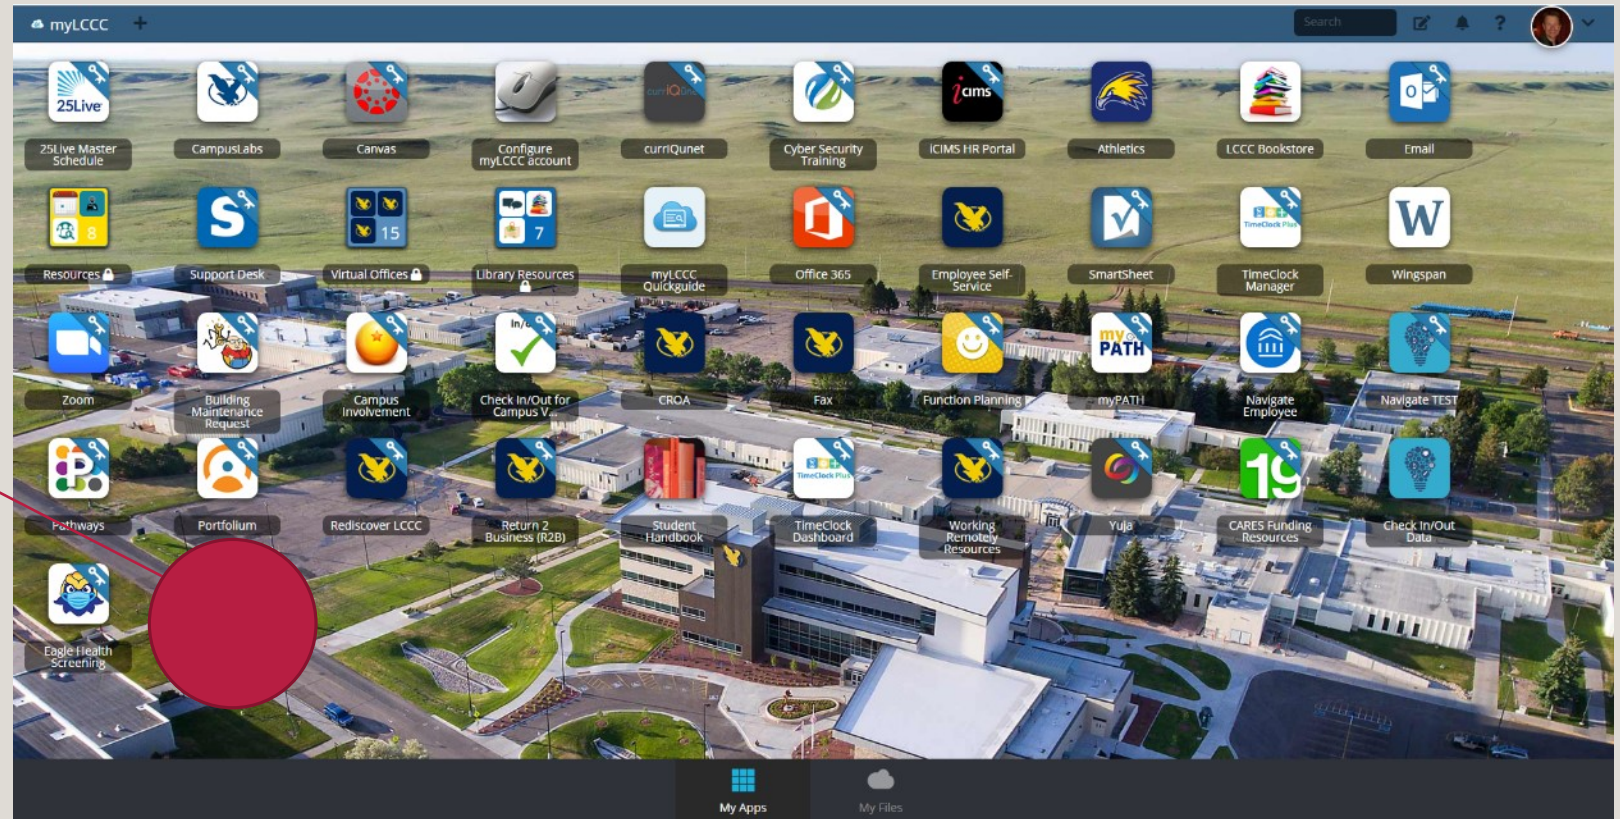 myLCCC +
Search
?
25Live
currIQūnet
icims
25Live Master
Schedule
CampusLabs
Canvas
Configure
myLCCC account
curriQunet
Cyber Security
Training
iCIMS HR Portal
Athletics
LCCC Bookstore
Email
8
S
15
7
TimeClock Plus
W
Resources
Support Desk
Virtual Offices
Library Resources
myLCCC
Quickguide
Office 365
Employee Self-
Service
SmartSheet
TimeClock
Manager
Wingspan
In/
my
PATH
Zoom
Building
Maintenance
Request
Campus
Involvement
Check In/Out for
Campus V...
CROA
Fax
Function Planning
myPATH
Navigate
Employee
Navigate TEST
P
TimeClock Plus
19
Pathways
Portfolium
Rediscover LCCC
Return 2
Business (R2B)
Student
Handbook
TimeClock
Dashboard
Working
Remotely
Resources
Yuja
CARES Funding
Resources
Check In/Out
Data
Eagle Health
Screening
My Apps
My Files